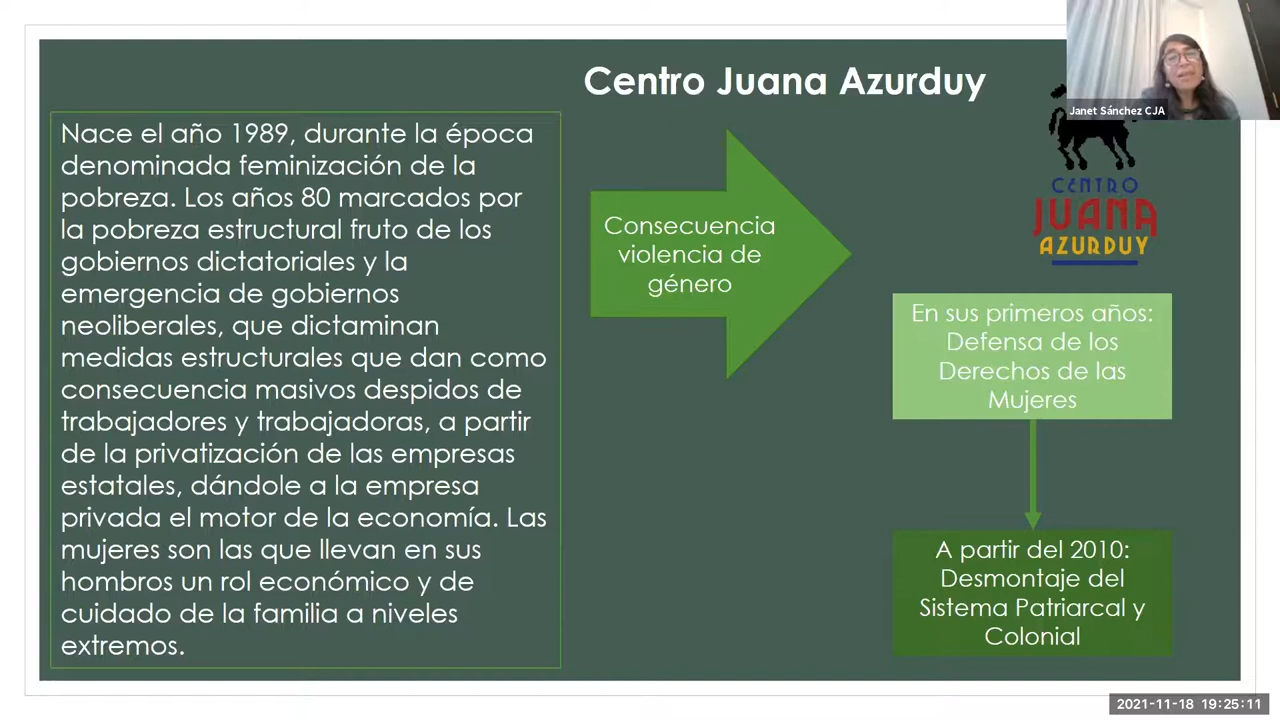 Centro Juana Azurduy
Janet Sánchez CJA
Nace el año 1989, durante la época
denominada feminización de la
pobreza. Los años 80 marcados por
la pobreza estructural fruto de los
gobiernos dictatoriales y la
emergencia de gobiernos
neoliberales, que dictaminan
medidas estructurales que dan como
consecuencia masivos despidos de
trabajadores y trabajadoras, a partir
de la privatización de las empresas
estatales, dándole a la empresa
privada el motor de la economía. Las
mujeres son las que llevan en sus
hombros un rol económico y de
cuidado de la familia a niveles
extremos.
Consecuencia
violencia de
género
CENTRO
JUANA
AZURDUY
En sus primeros años:
Defensa de los
Derechos de las
Mujeres
A partir del 2010:
Desmontaje del
Sistema Patriarcal y
Colonial
2021-11-18 19:25:11